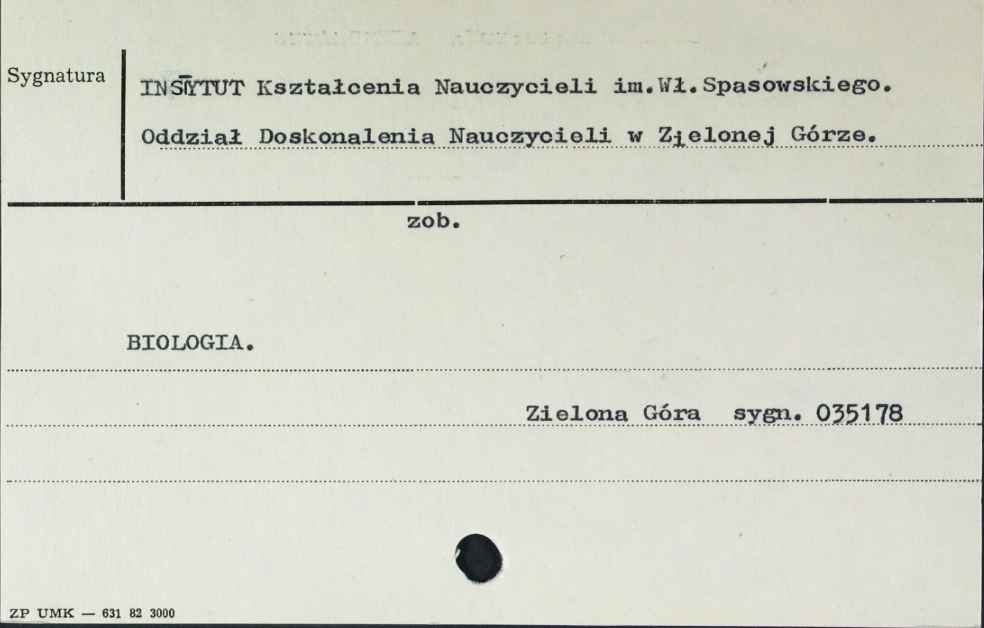 Sygnatura
INSTYTUT Kształcenia Nauczycieli im.Wł.Spasowskiego.
Oddział Doskonalenia Nauczycieli w Zielonej Górze.
zob.
BIOLOGIA.
Zielona Góra sygn. 035178
ZP UMK — 631 82 3000